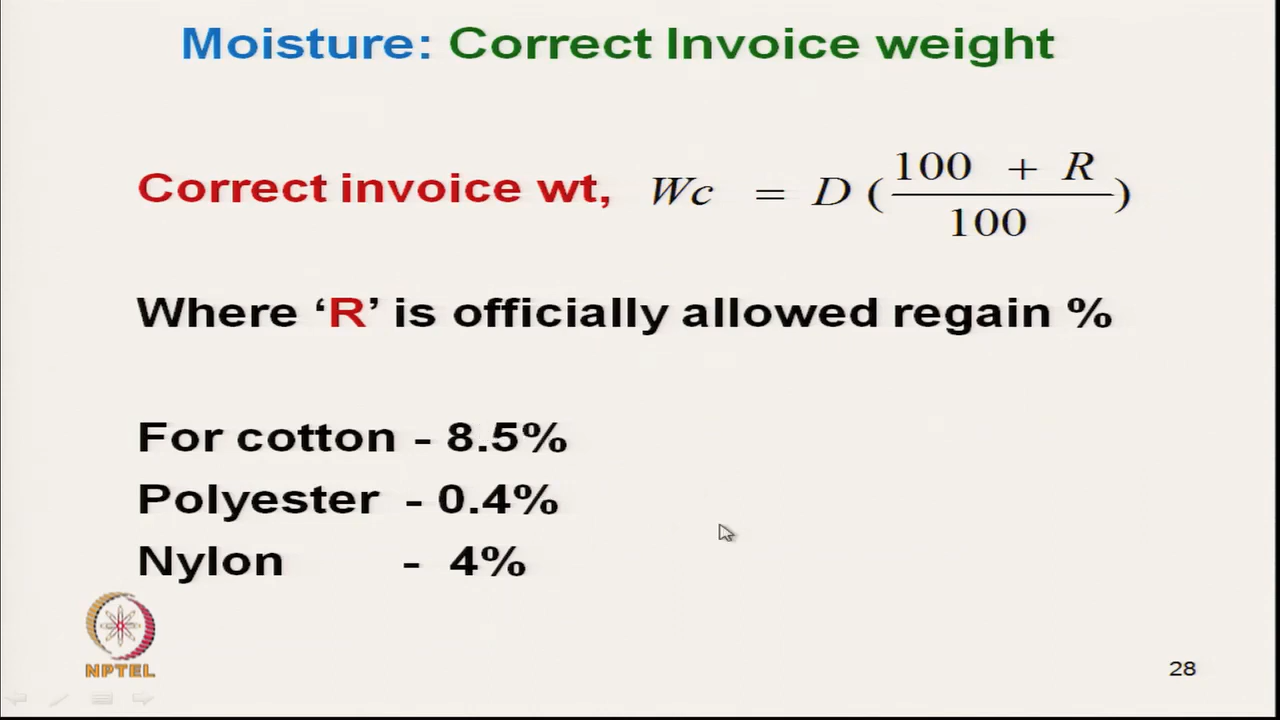 Moisture: Correct Invoice weight
Correct invoice wt, Wc = D ( 100 + R / 100 )
Where ‘R’ is officially allowed regain %
For cotton - 8.5%
Polyester - 0.4%
Nylon - 4%
NPTEL
28